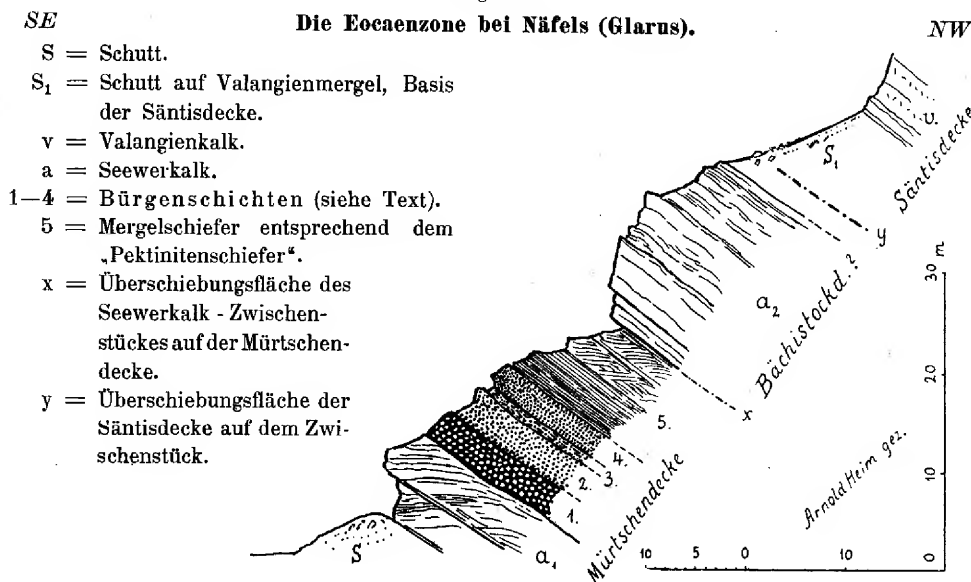 SE
Die Eocaenzone bei Näfels (Glarus).
NW
S = Schutt.
S₁ = Schutt auf Valangienmergel, Basis
der Säntisdecke.
v = Valangienkalk.
a = Seewerkalk.
1—4 = Bürgenschichten (siehe Text).
5 = Mergelschiefer entsprechend dem
„Pektinitenschiefer“.
x = Überschiebungsfläche des
Seewerkalk - Zwischen-
stückes auf der Mürtschen-
decke.
y = Überschiebungsfläche der
Säntisdecke auf dem Zwi-
schenstück.
v.
S₁
Säntisdecke
y
a₂
Bächistockd.?
x
5.
4.
3.
2.
1.
Mürtschendecke
a₁
S
Arnold Heim gez.
30 m
20
10
0
10 5 0 10